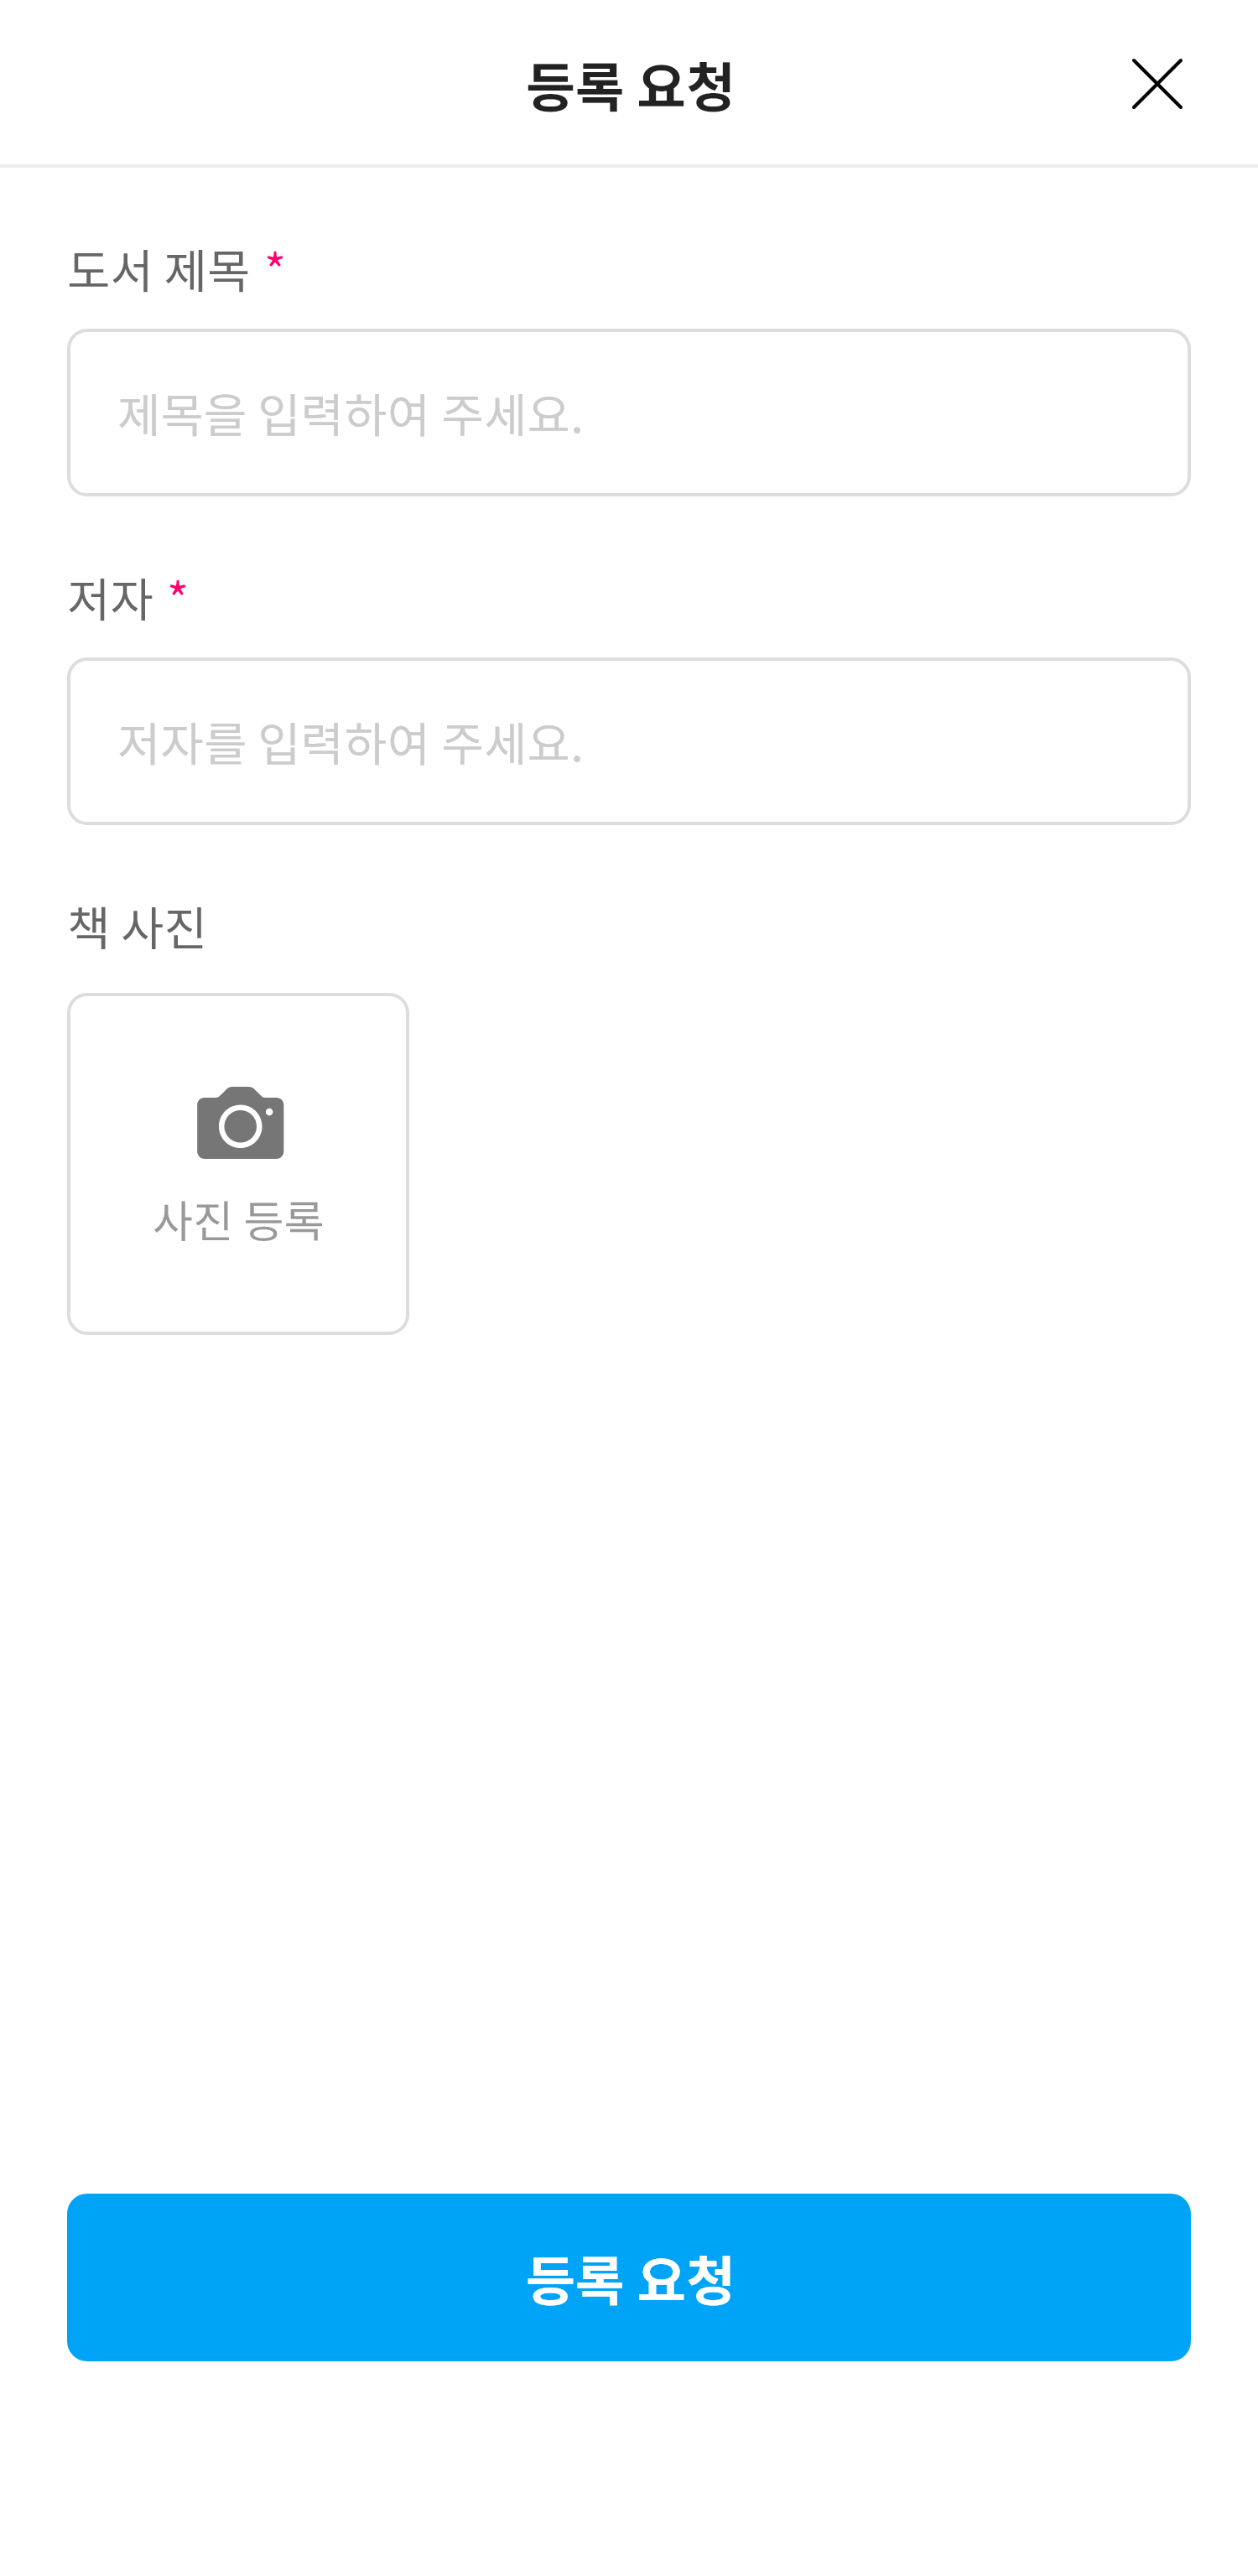 등록 요청
도서 제목 *
제목을 입력하여 주세요.
저자 *
저자를 입력하여 주세요.
책 사진
사진 등록
등록 요청